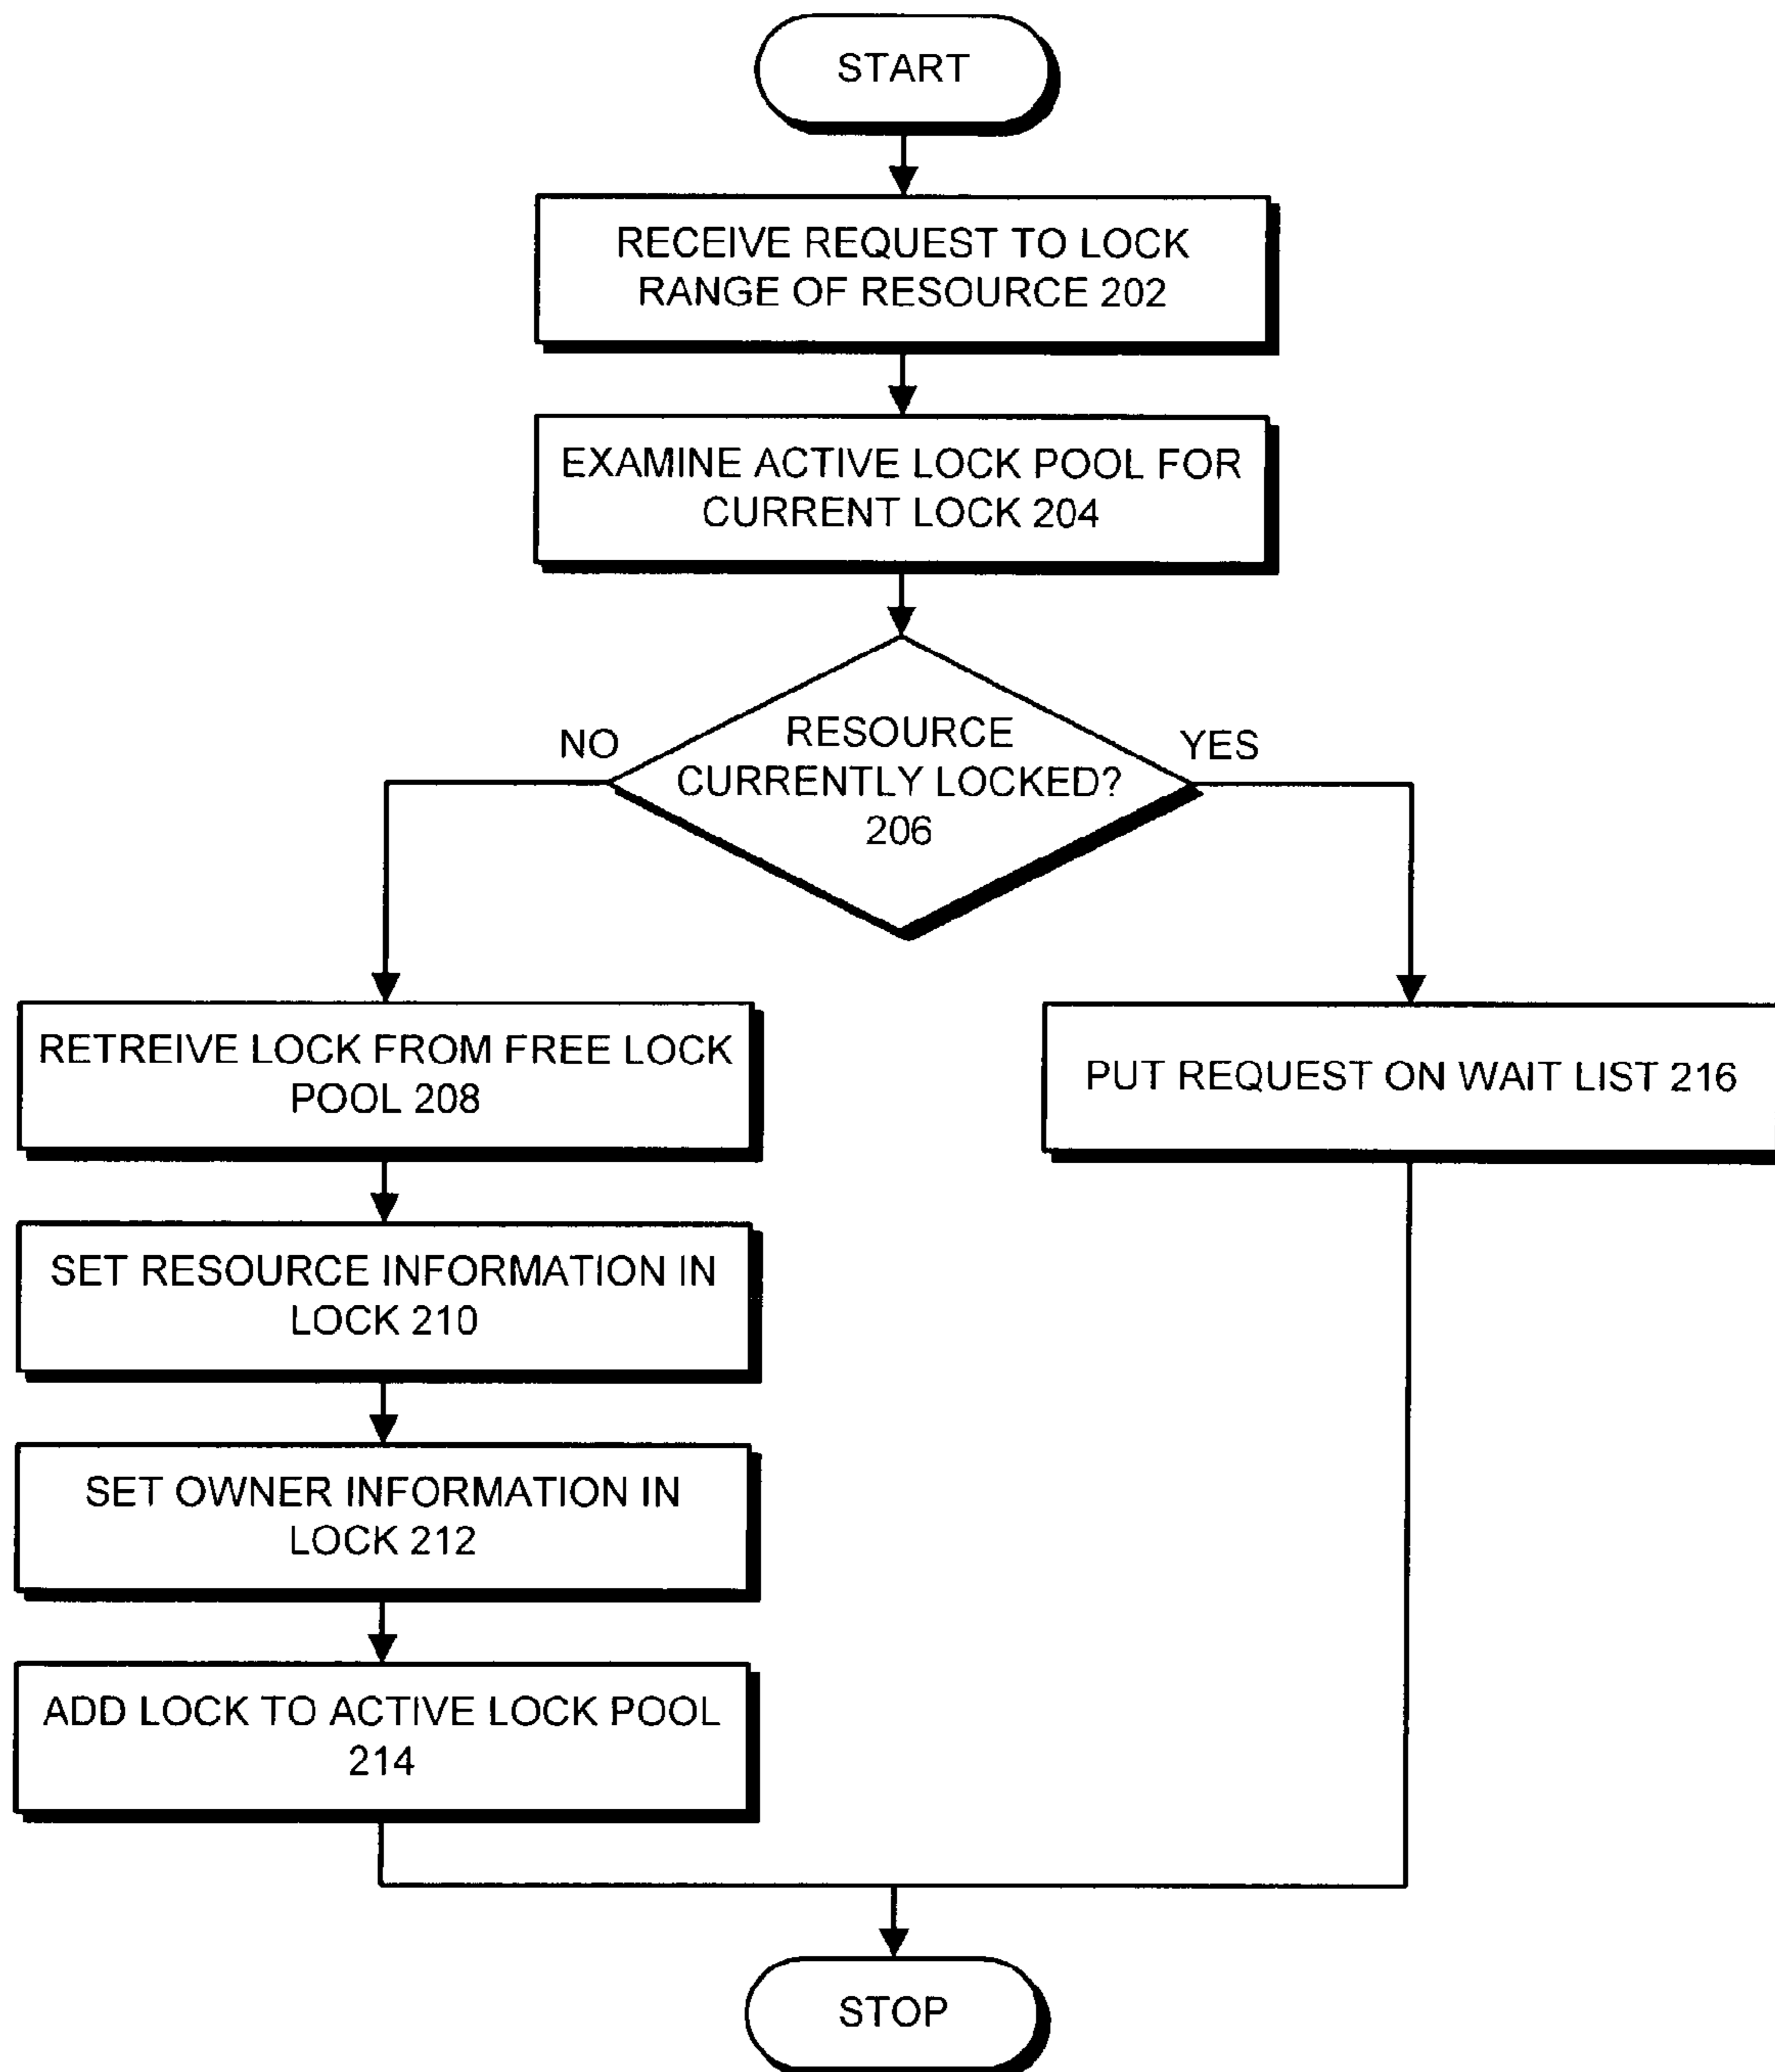 START
RECEIVE REQUEST TO LOCK
RANGE OF RESOURCE 202
EXAMINE ACTIVE LOCK POOL FOR
CURRENT LOCK 204
RESOURCE
CURRENTLY LOCKED?
206
NO
YES
RETREIVE LOCK FROM FREE LOCK
POOL 208
PUT REQUEST ON WAIT LIST 216
SET RESOURCE INFORMATION IN
LOCK 210
SET OWNER INFORMATION IN
LOCK 212
ADD LOCK TO ACTIVE LOCK POOL
214
STOP